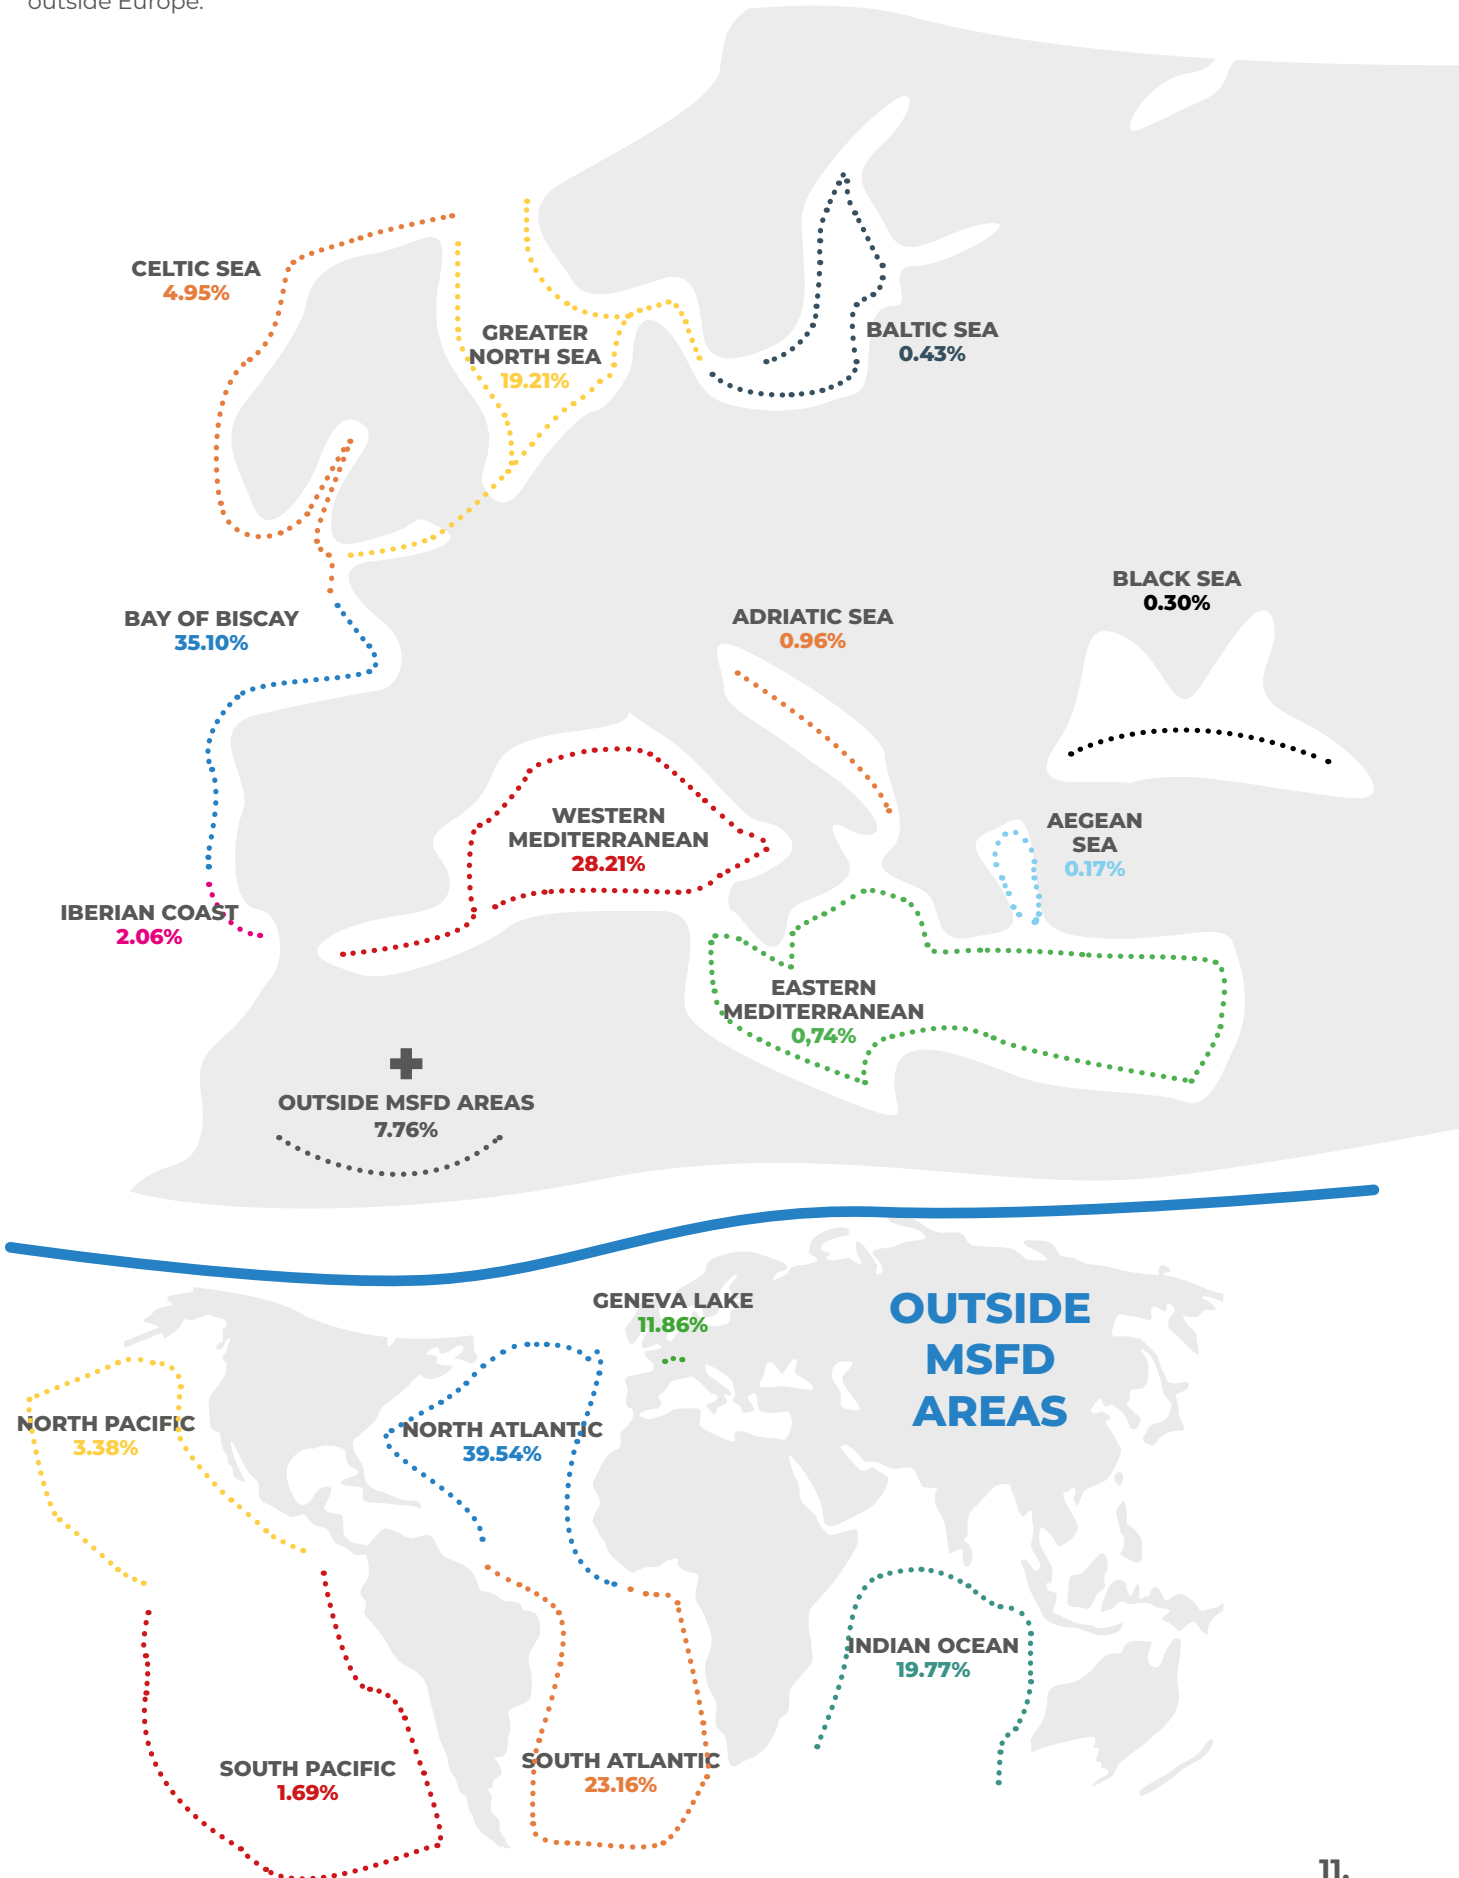 outside Europe.
CELTIC SEA
4.95%
GREATER
NORTH SEA
19.21%
BALTIC SEA
0.43%
BLACK SEA
0.30%
BAY OF BISCAY
35.10%
ADRIATIC SEA
0.96%
WESTERN
MEDITERRANEAN
28.21%
AEGEAN
SEA
0.17%
IBERIAN COAST
2.06%
EASTERN
MEDITERRANEAN
0,74%
OUTSIDE MSFD AREAS
7.76%
GENEVA LAKE
11.86%
OUTSIDE
MSFD
AREAS
NORTH PACIFIC
3.38%
NORTH ATLANTIC
39.54%
INDIAN OCEAN
19.77%
SOUTH PACIFIC
1.69%
SOUTH ATLANTIC
23.16%
11.